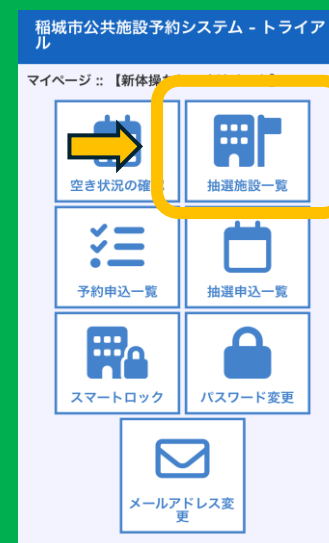 稲城市公共施設予約システム - トライア
ル
マイページ :: 【新体操
空き状況の確
抽選施設一覧
予約申込一覧
抽選申込一覧
スマートロック
パスワード変更
メールアドレス変
更